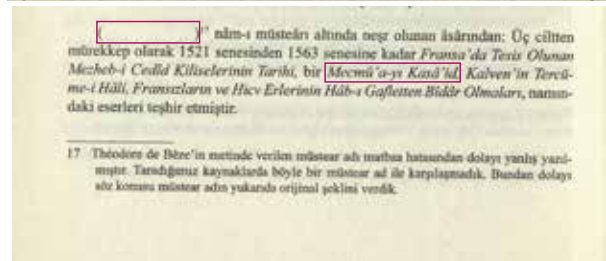 ( )17 nâm-ı müsteârı altında neşr olunan âsârından: Üç ciltten
mürekkep olarak 1521 senesinden 1563 senesine kadar Fransa'da Tesis Olunan
Mezheb-i Cedîd Kiliselerinin Tarihi, bir Mecmû'a-yı Kasâ'id, Kalven'in Tercü-
me-i Hâli, Fransızların ve Hicv Erlerinin Hâb-ı Gafletten Bîdâr Olmaları, namın-
daki eserleri teşhir etmiştir.
17 Théodore de Bèze'in metinde verilen müstear adı matbaa hatasından dolayı yanlış yazıl-
mıştır. Taradığımız kaynaklarda böyle bir müstear ad ile karşılaşmadık. Bundan dolayı
söz konusu müstear adın yukarıda orijinal şeklini verdik.